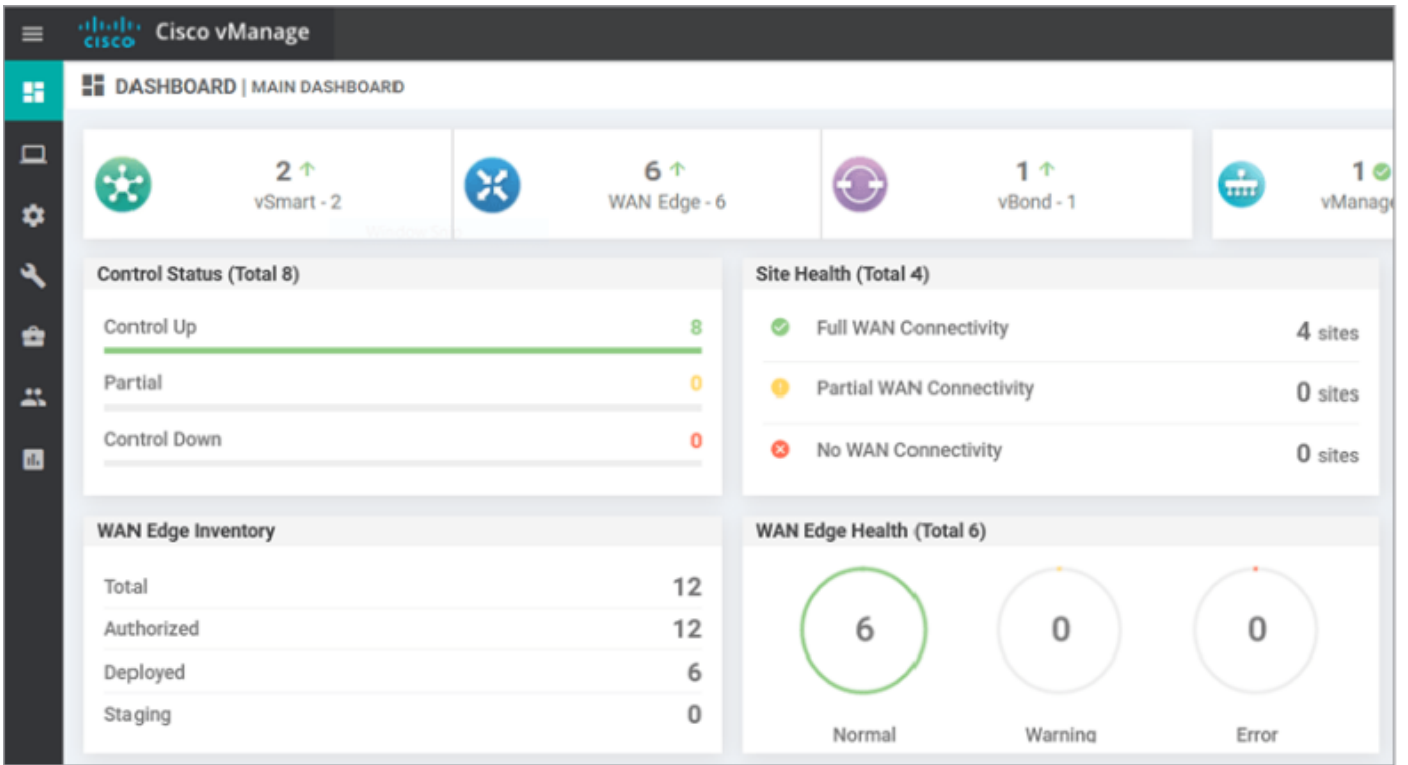 CISCO Cisco vManage
DASHBOARD | MAIN DASHBOARD
2
vSmart - 2
6
WAN Edge - 6
1
vBond - 1
1
vManage
Control Status (Total 8)
Control Up 8
Partial 0
Control Down 0
Site Health (Total 4)
Full WAN Connectivity 4 sites
Partial WAN Connectivity 0 sites
No WAN Connectivity 0 sites
WAN Edge Inventory
Total 12
Authorized 12
Deployed 6
Staging 0
WAN Edge Health (Total 6)
6 0 0
Normal Warning Error